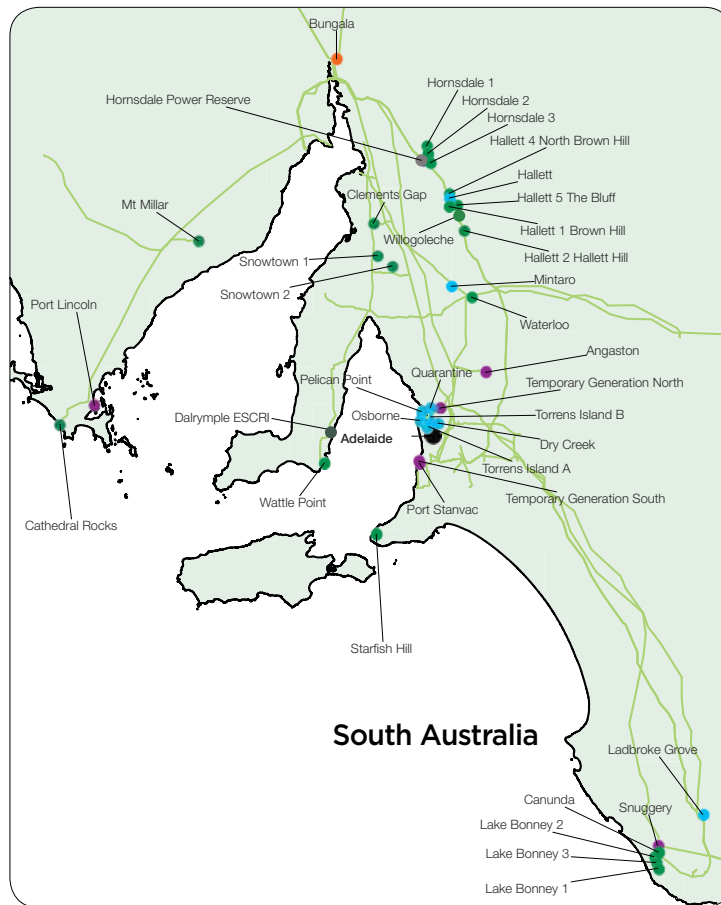 Bungala
Hornsdale 1
Hornsdale Power Reserve
Hornsdale 2
Hornsdale 3
Hallett 4 North Brown Hill
Hallett
Clements Gap
Hallett 5 The Bluff
Mt Millar
Willogoleche
Hallett 1 Brown Hill
Snowtown 1
Hallett 2 Hallett Hill
Mintaro
Snowtown 2
Port Lincoln
Waterloo
Angaston
Pelican Point
Quarantine
Temporary Generation North
Dalrymple ESCRI
Osborne
Torrens Island B
Adelaide
Dry Creek
Torrens Island A
Wattle Point
Port Stanvac
Temporary Generation South
Cathedral Rocks
Starfish Hill
South Australia
Ladbroke Grove
Canunda
Snuggery
Lake Bonney 2
Lake Bonney 3
Lake Bonney 1